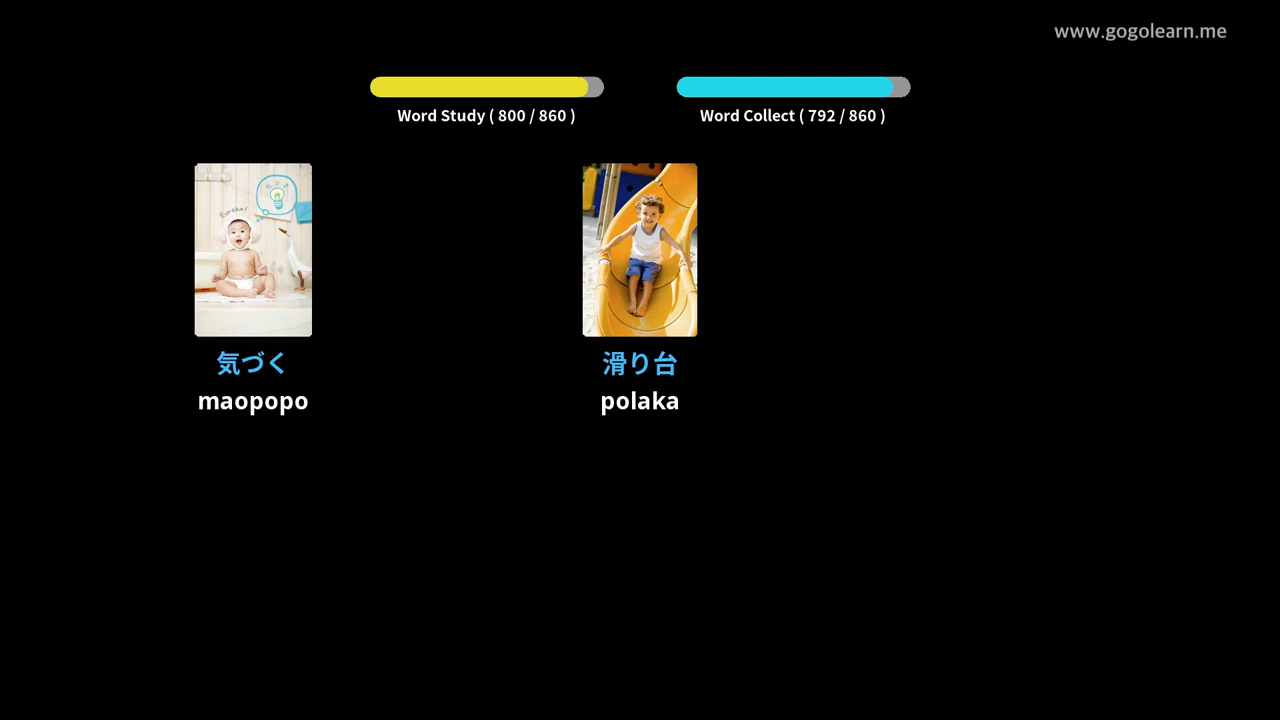 www.gogolearn.me
Word Study ( 800 / 860 )
Word Collect ( 792 / 860 )
Eureka!
気づく
滑り台
maopopo
polaka